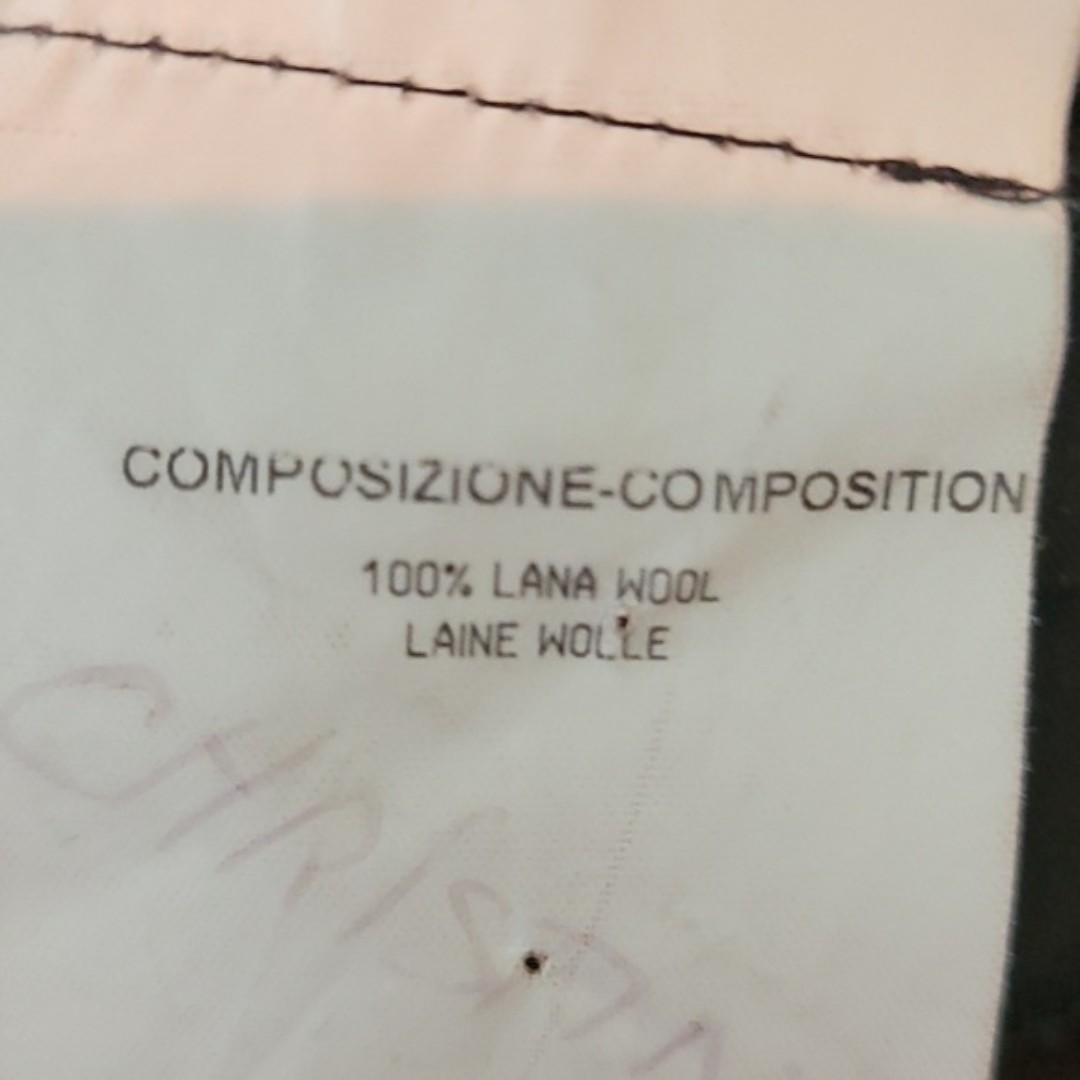 COMPOSIZIONE-COMPOSITION
100% LANA WOOL
LAINE WOLLE